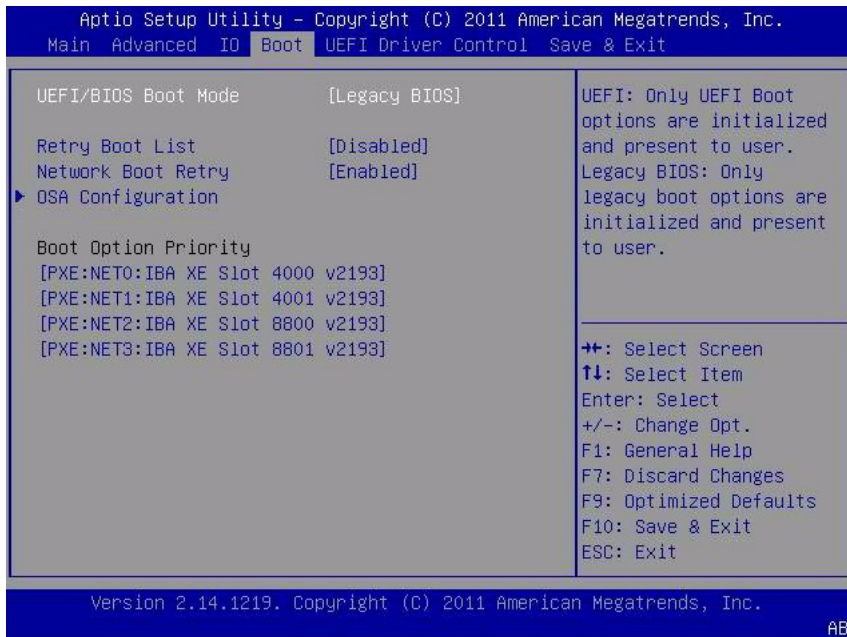 Aptio Setup Utility – Copyright (C) 2011 American Megatrends, Inc.
Main Advanced IO Boot UEFI Driver Control Save & Exit
UEFI/BIOS Boot Mode [Legacy BIOS]
Retry Boot List [Disabled]
Network Boot Retry [Enabled]
OSA Configuration
Boot Option Priority
[PXE:NET0:IBA XE Slot 4000 v2193]
[PXE:NET1:IBA XE Slot 4001 v2193]
[PXE:NET2:IBA XE Slot 8800 v2193]
[PXE:NET3:IBA XE Slot 8801 v2193]
UEFI: Only UEFI Boot
options are initialized
and present to user.
Legacy BIOS: Only
legacy boot options are
initialized and present
to user.
→←: Select Screen
↑↓: Select Item
Enter: Select
+/-: Change Opt.
F1: General Help
F7: Discard Changes
F9: Optimized Defaults
F10: Save & Exit
ESC: Exit
Version 2.14.1219. Copyright (C) 2011 American Megatrends, Inc.
AB